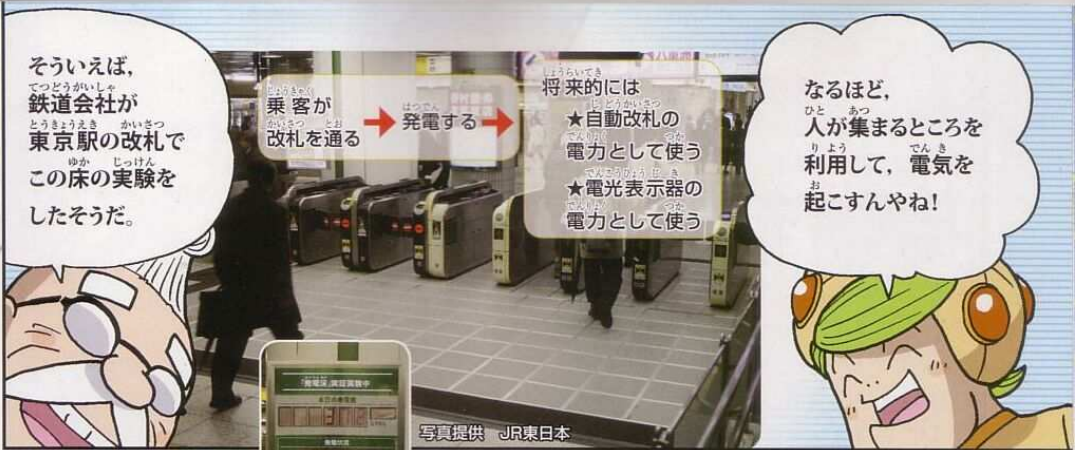 そういえば,
鉄道会社が
東京駅の改札で
この床の実験を
したそうだ。
乗客が
改札を通る
発電する
将来的には
★自動改札の
電力として使う
★電光表示器の
電力として使う
なるほど,
人が集まるところを
利用して, 電気を
起こすんやね!
「発電床」実証実験中
写真提供 JR東日本